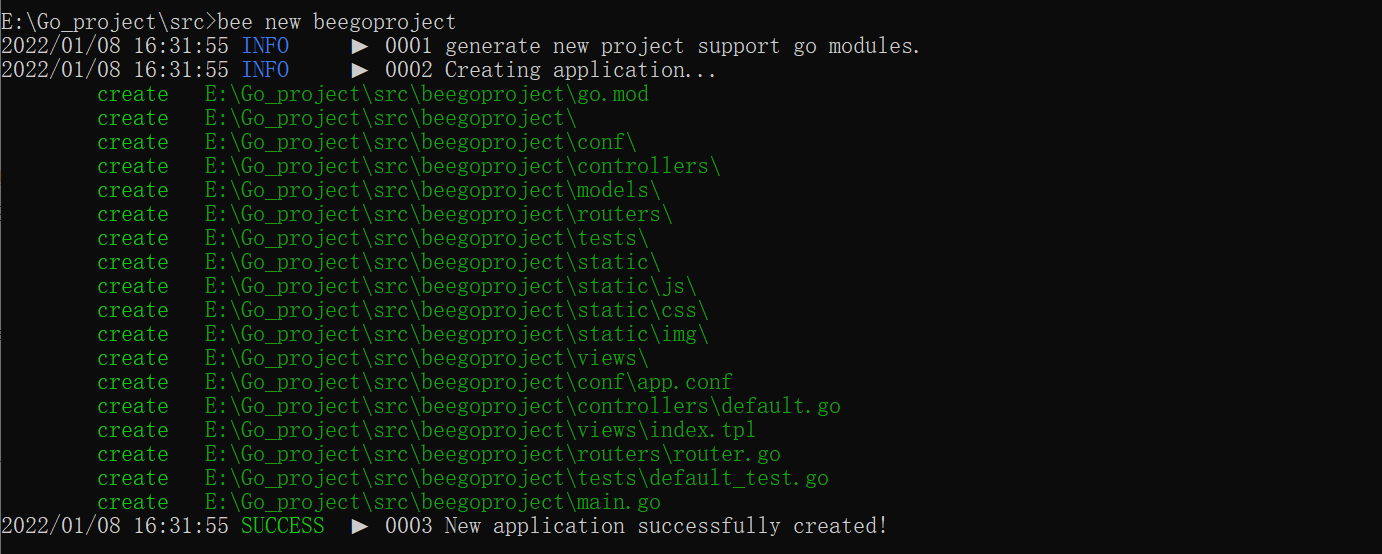 E:\Go_project\src>bee new beegoproject
2022/01/08 16:31:55 INFO     ▶ 0001 generate new project support go modules.
2022/01/08 16:31:55 INFO     ▶ 0002 Creating application...
        create   E:\Go_project\src\beegoproject\go.mod
        create   E:\Go_project\src\beegoproject\
        create   E:\Go_project\src\beegoproject\conf\
        create   E:\Go_project\src\beegoproject\controllers\
        create   E:\Go_project\src\beegoproject\models\
        create   E:\Go_project\src\beegoproject\routers\
        create   E:\Go_project\src\beegoproject\tests\
        create   E:\Go_project\src\beegoproject\static\
        create   E:\Go_project\src\beegoproject\static\js\
        create   E:\Go_project\src\beegoproject\static\css\
        create   E:\Go_project\src\beegoproject\static\img\
        create   E:\Go_project\src\beegoproject\views\
        create   E:\Go_project\src\beegoproject\conf\app.conf
        create   E:\Go_project\src\beegoproject\controllers\default.go
        create   E:\Go_project\src\beegoproject\views\index.tpl
        create   E:\Go_project\src\beegoproject\routers\router.go
        create   E:\Go_project\src\beegoproject\tests\default_test.go
        create   E:\Go_project\src\beegoproject\main.go
2022/01/08 16:31:55 SUCCESS  ▶ 0003 New application successfully created!